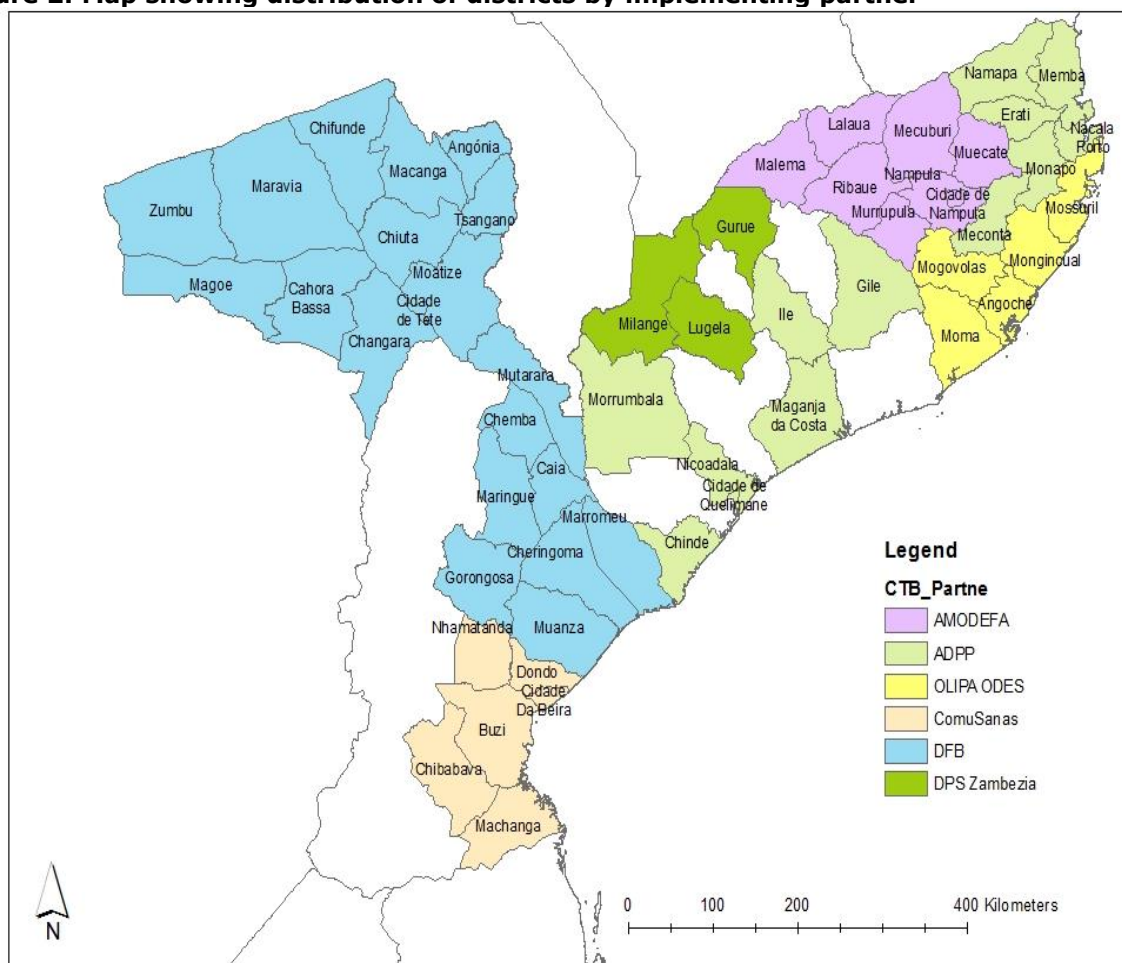 Map showing distribution of districts by implementing partner
Namapa
Memba
Erati
Nacala
Porto
Lalaua
Mecuburi
Muecate
Malema
Monapo
Ribaue
Nampula
Cidade de
Nampula
Murrupula
Mossuril
Meconta
Mogovolas
Mongincual
Angoche
Moma
Chifunde
Angónia
Macanga
Maravia
Zumbu
Tsangano
Chiuta
Moatize
Magoe
Cahora
Bassa
Cidade
de Tete
Changara
Gurue
Gile
Ile
Milange
Lugela
Mutarara
Morrumbala
Maganja
da Costa
Chemba
Caia
Nicoadala
Cidade de
Quelimane
Maringue
Marromeu
Chinde
Cheringoma
Gorongosa
Nhamatanda
Muanza
Dondo
Cidade
Da Beira
Buzi
Chibabava
Machanga
Legend
CTB_Partne
AMODEFA
ADPP
OLIPA ODES
ComuSanas
DFB
DPS Zambezia
N
0 100 200 400 Kilometers